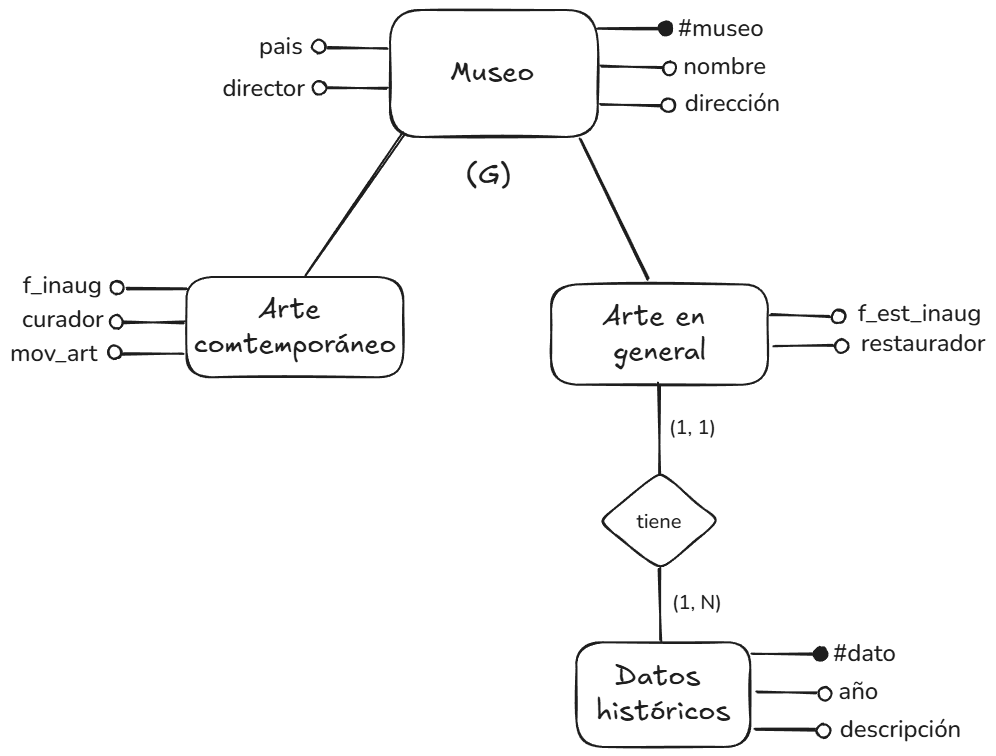 pais
director
Museo
#museo
nombre
dirección
(G)
f_inaug
curador
mov_art
Arte
comtemporáneo
Arte en
general
f_est_inaug
restaurador
(1, 1)
tiene
(1, N)
Datos
históricos
#dato
año
descripción